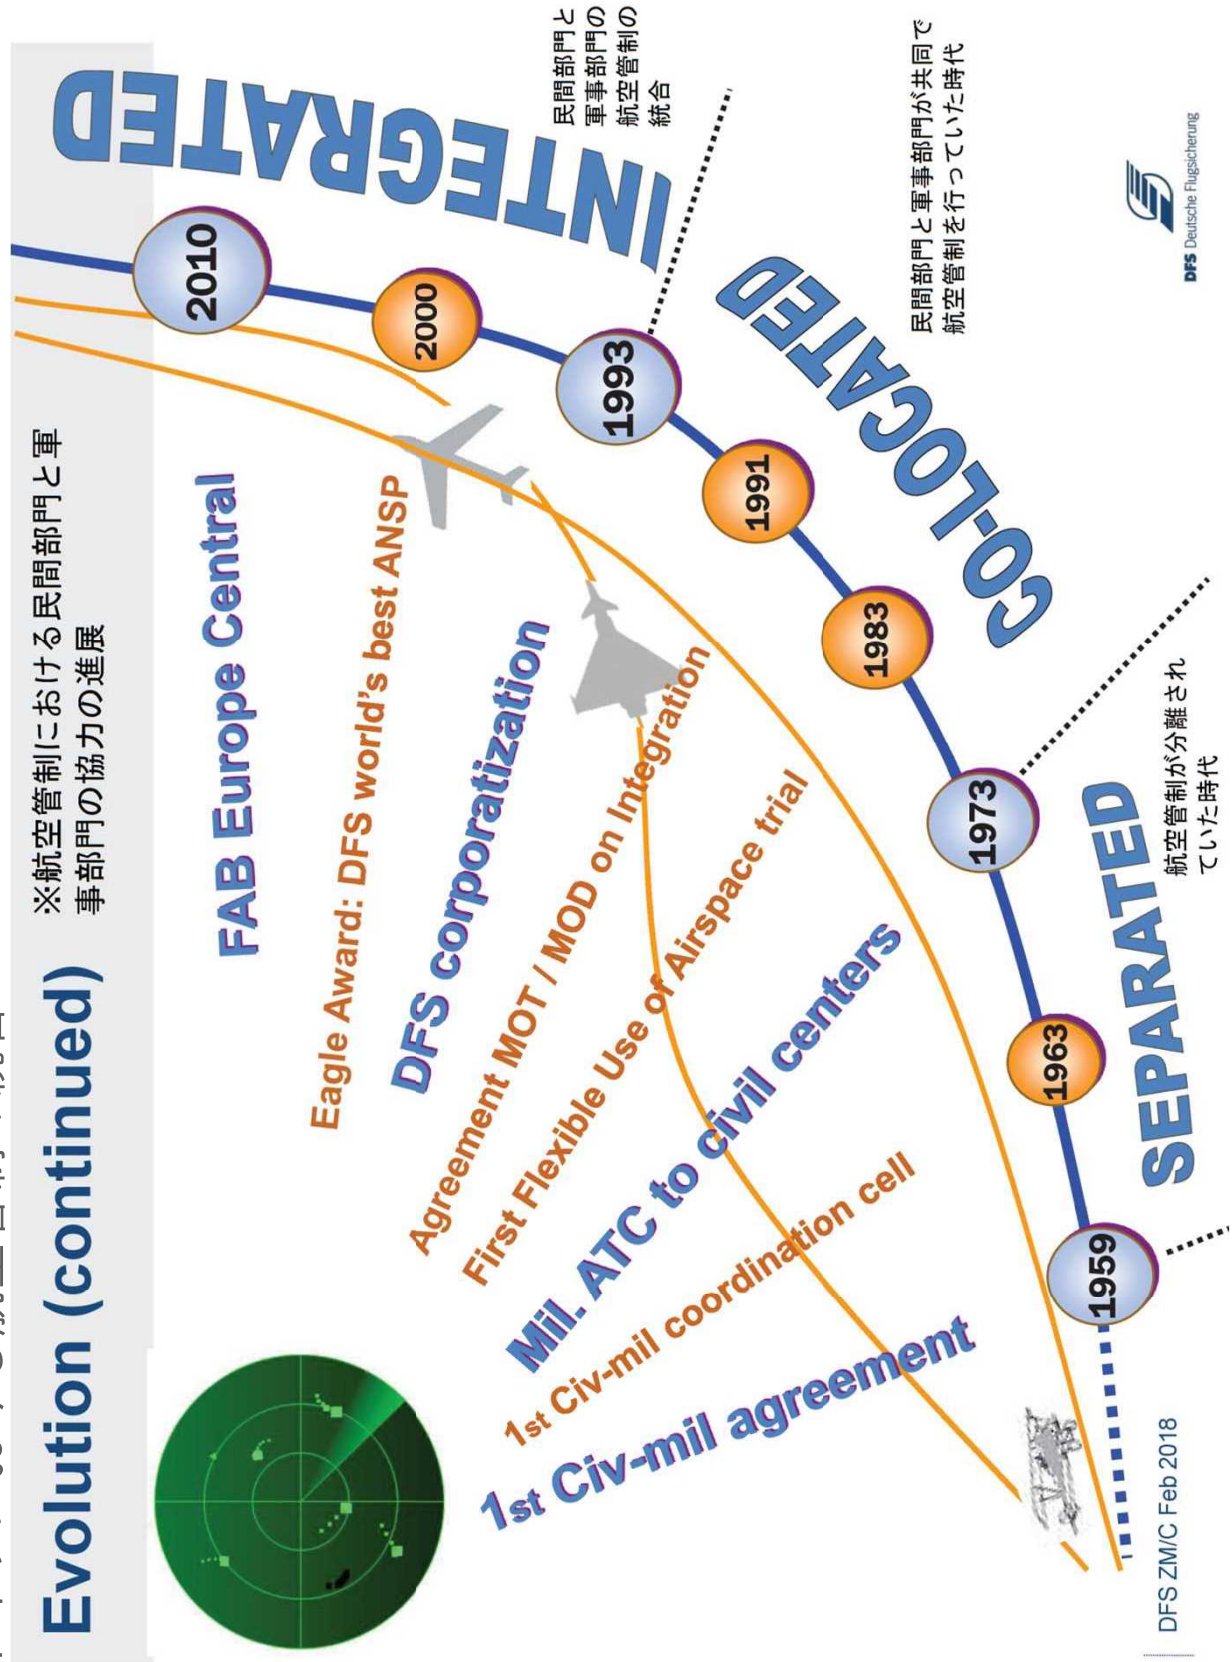 Evolution (continued)
※航空管制における民間部門と軍
事部門の協力の進展
FAB Europe Central
Eagle Award: DFS world's best ANSP
DFS corporatization
Agreement MOT / MOD on Integration
First Flexible Use of Airspace trial
Mil. ATC to civil centers
1st Civ-mil coordination cell
1st Civ-mil agreement
1959
1963
1973
1983
1991
1993
2000
2010
SEPARATED
航空管制が分離され
ていた時代
CO-LOCATED
民間部門と軍事部門が共同で
航空管制を行っていた時代
INTEGRATED
民間部門と
軍事部門の
航空管制の
統合
DFS ZM/C Feb 2018
DFS Deutsche Flugsicherung